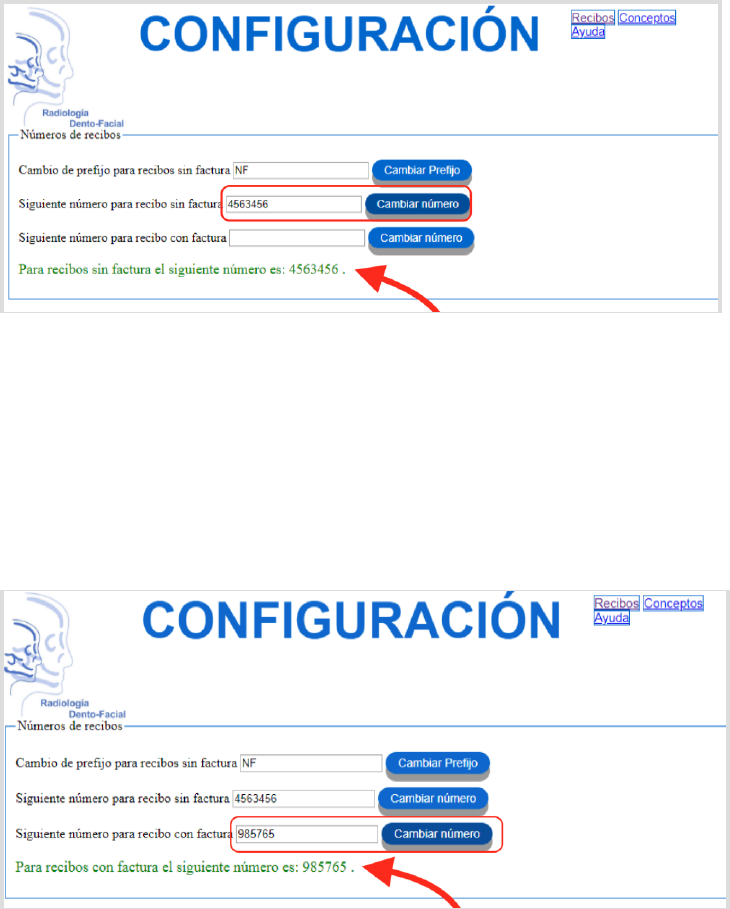 CONFIGURACIÓN
Recibos Conceptos
Ayuda
Radiología
Dento-Facial
Números de recibos
Cambio de prefijo para recibos sin factura NF Cambiar Prefijo
Siguiente número para recibo sin factura 4563456 Cambiar número
Siguiente número para recibo con factura Cambiar número
Para recibos sin factura el siguiente número es: 4563456 .
CONFIGURACIÓN
Recibos Conceptos
Ayuda
Radiología
Dento-Facial
Números de recibos
Cambio de prefijo para recibos sin factura NF Cambiar Prefijo
Siguiente número para recibo sin factura 4563456 Cambiar número
Siguiente número para recibo con factura 985765 Cambiar número
Para recibos con factura el siguiente número es: 985765 .